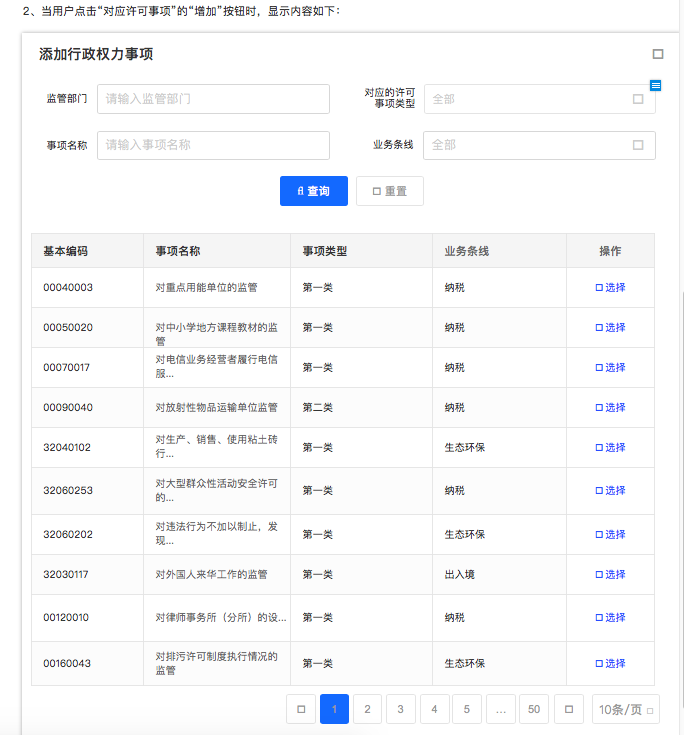 2、当用户点击“对应许可事项”的“增加”按钮时，显示内容如下：
添加行政权力事项
监管部门 请输入监管部门 对应的许可 全部
事项类型
事项名称 请输入事项名称 业务条线 全部
查询 重置
基本编码 事项名称 事项类型 业务条线 操作
00040003 对重点用能单位的监管 第一类 纳税 选择
00050020 对中小学地方课程教材的监 第一类 纳税 选择
管
00070017 对电信业务经营者履行电信 第一类 纳税 选择
服...
00090040 对放射性物品运输单位监管 第二类 纳税 选择
32040102 对生产、销售、使用粘土砖 第一类 生态环保 选择
行...
32060253 对大型群众性活动安全许可 第一类 纳税 选择
的...
32060202 对违法行为不加以制止，发 第一类 生态环保 选择
现...
32030117 对外国人来华工作的监管 第一类 出入境 选择
00120010 对律师事务所（分所）的设... 第一类 纳税 选择
00160043 对排污许可制度执行情况的 第一类 生态环保 选择
监管
1 2 3 4 5 ... 50 10条/页